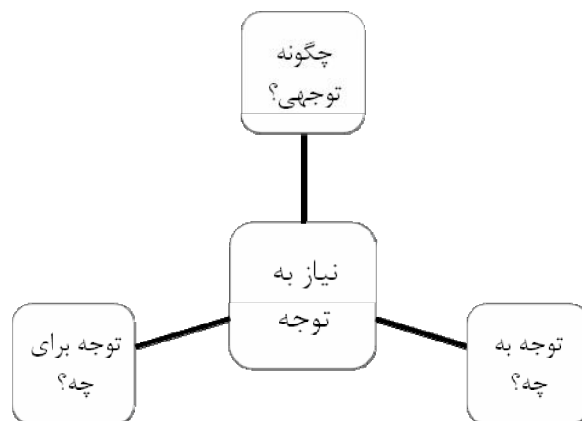 چگونه
توجهی؟
نیاز به
توجه
توجه به
چه؟
توجه برای
چه؟